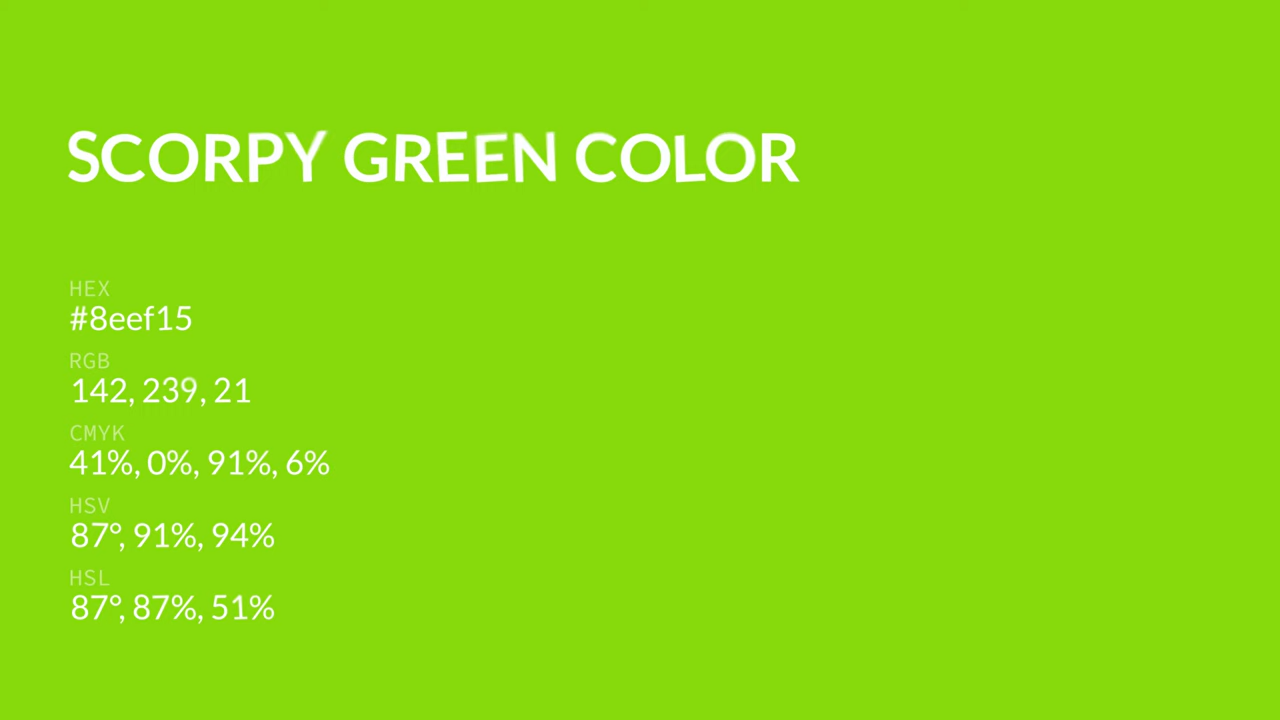 SCORPY GREEN COLOR
HEX
#8eef15
RGB
142, 239, 21
CMYK
41%, 0%, 91%, 6%
HSV
87°, 91%, 94%
HSL
87°, 87%, 51%